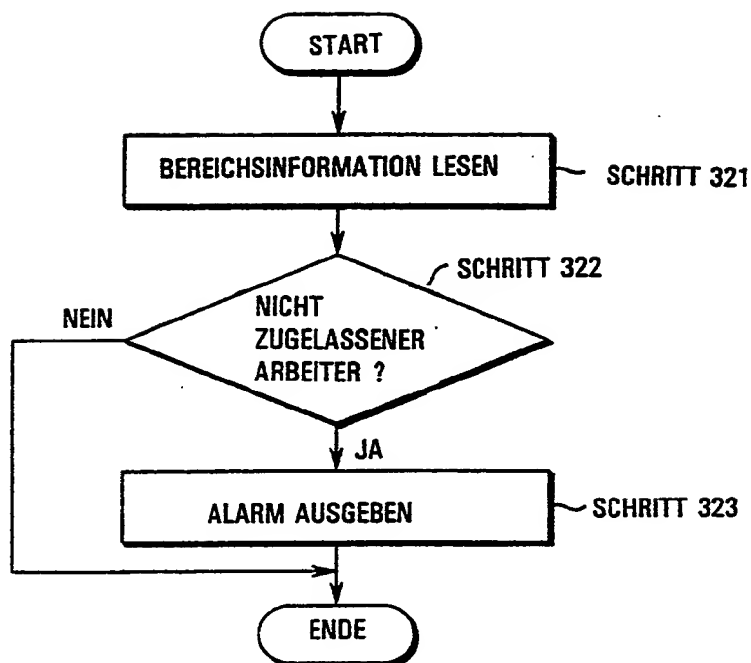 START
BEREICHSINFORMATION LESEN
SCHRITT 321
SCHRITT 322
NEIN
NICHT
ZUGELASSENER
ARBEITER ?
JA
ALARM AUSGEBEN
SCHRITT 323
ENDE